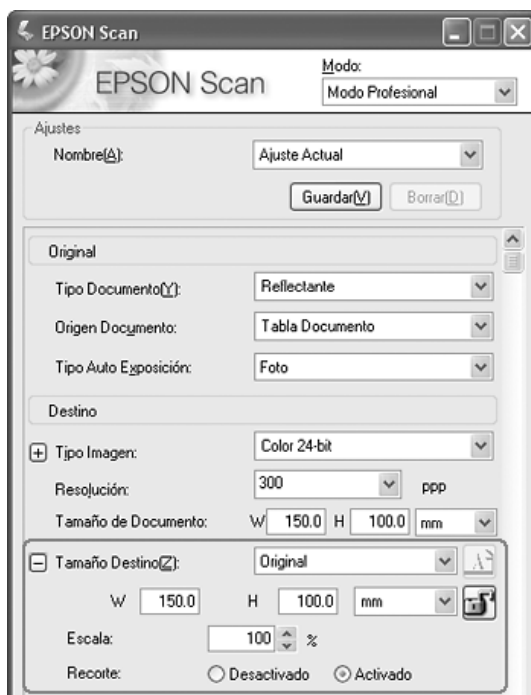 EPSON Scan
EPSON Scan
Modo:
Modo Profesional
Ajustes
Nombre(A): Ajuste Actual
Guardar(V) Borrar(D)
Original
Tipo Documento(Y): Reflectante
Origen Documento: Tabla Documento
Tipo Auto Exposición: Foto
Destino
Tipo Imagen: Color 24-bit
Resolución: 300 ppp
Tamaño de Documento: W 150.0 H 100.0 mm
Tamaño Destino(Z): Original
W 150.0 H 100.0 mm
Escala: 100 %
Recorte: Desactivado Activado